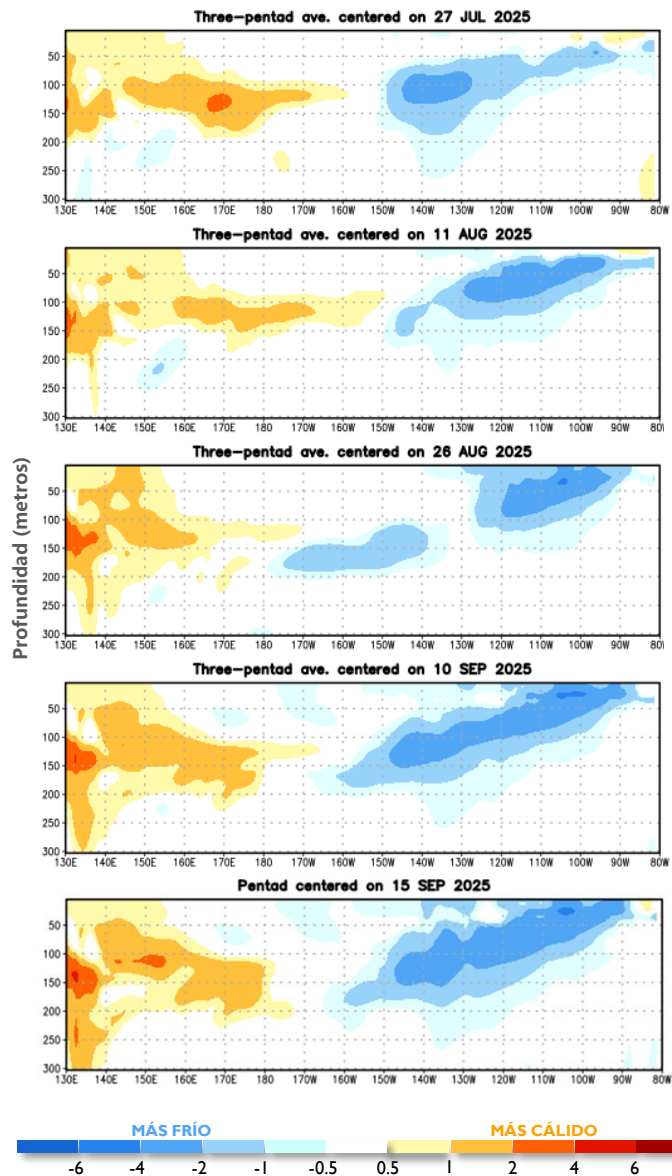 Three-pentad ave. centered on 27 JUL 2025
50
100
150
200
250
300
130E 140E 150E 160E 170E 180 170W 160W 150W 140W 130W 120W 110W 100W 90W 80W
Three-pentad ave. centered on 11 AUG 2025
50
100
150
200
250
300
130E 140E 150E 160E 170E 180 170W 160W 150W 140W 130W 120W 110W 100W 90W 80W
Three-pentad ave. centered on 26 AUG 2025
50
100
150
200
250
300
130E 140E 150E 160E 170E 180 170W 160W 150W 140W 130W 120W 110W 100W 90W 80W
Profundidad (metros)
Three-pentad ave. centered on 10 SEP 2025
50
100
150
200
250
300
130E 140E 150E 160E 170E 180 170W 160W 150W 140W 130W 120W 110W 100W 90W 80W
Pentad centered on 15 SEP 2025
50
100
150
200
250
300
130E 140E 150E 160E 170E 180 170W 160W 150W 140W 130W 120W 110W 100W 90W 80W
MÁS FRÍO MÁS CÁLIDO
-6 -4 -2 -1 -0.5 0.5 1 2 4 6